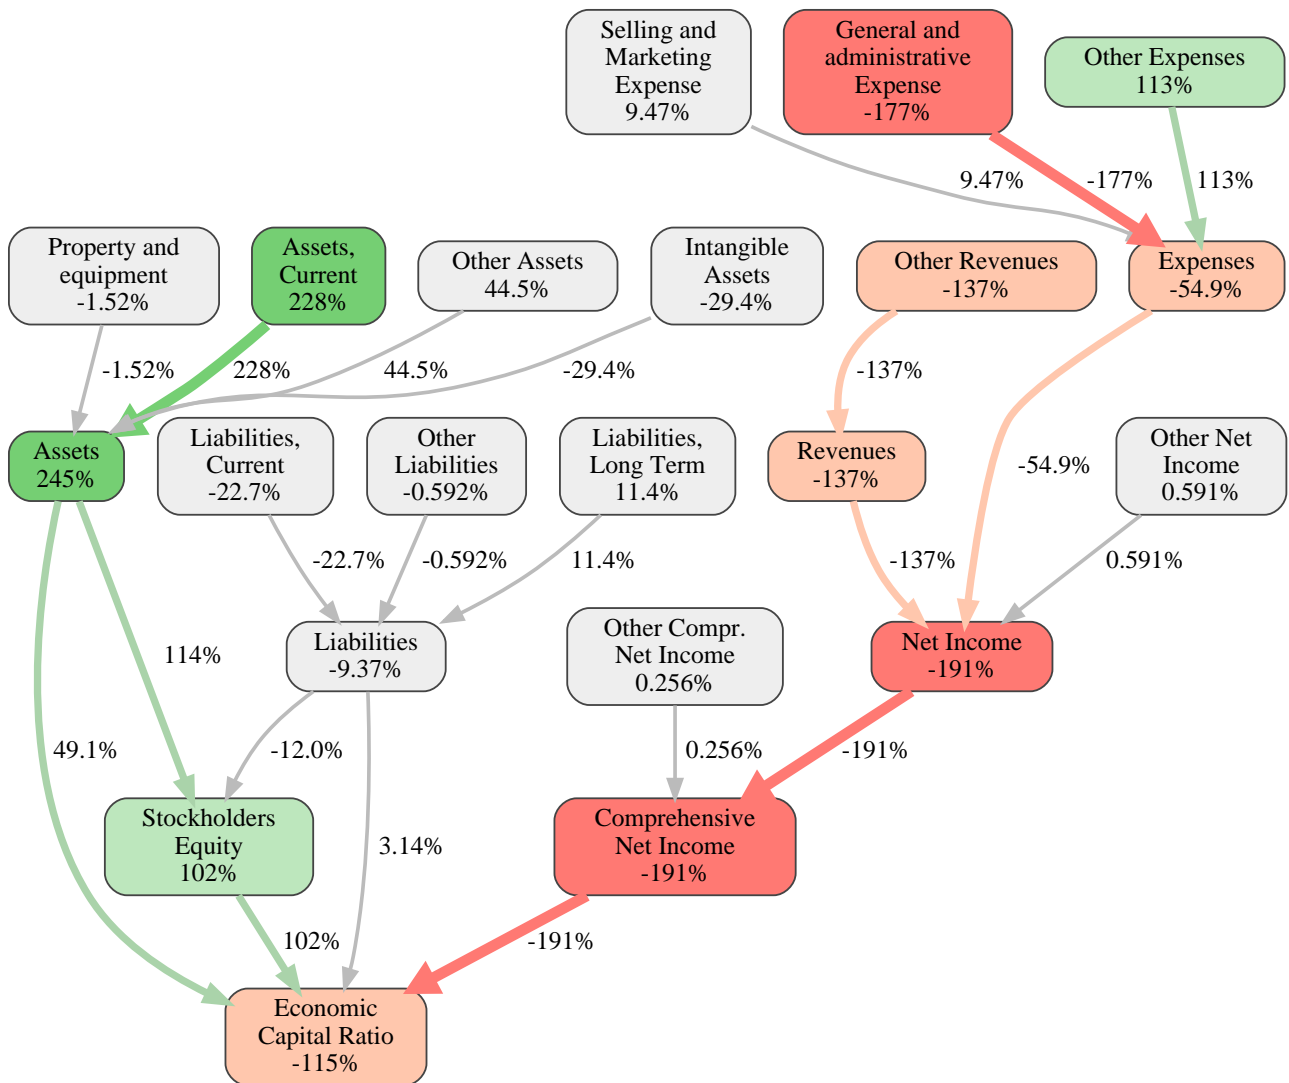 Selling and
Marketing
Expense
9.47%
General and
administrative
Expense
-177%
Other Expenses
113%
9.47%
-177%
113%
Property and
equipment
-1.52%
Assets,
Current
228%
Other Assets
44.5%
Intangible
Assets
-29.4%
Other Revenues
-137%
Expenses
-54.9%
-1.52%
228%
44.5%
-29.4%
-137%
Assets
245%
Liabilities,
Current
-22.7%
Other
Liabilities
-0.592%
Liabilities,
Long Term
11.4%
Revenues
-137%
-54.9%
Other Net
Income
0.591%
-22.7%
-0.592%
11.4%
-137%
0.591%
114%
Liabilities
-9.37%
Other Compr.
Net Income
0.256%
Net Income
-191%
49.1%
-12.0%
0.256%
-191%
Stockholders
Equity
102%
3.14%
Comprehensive
Net Income
-191%
102%
-191%
Economic
Capital Ratio
-115%